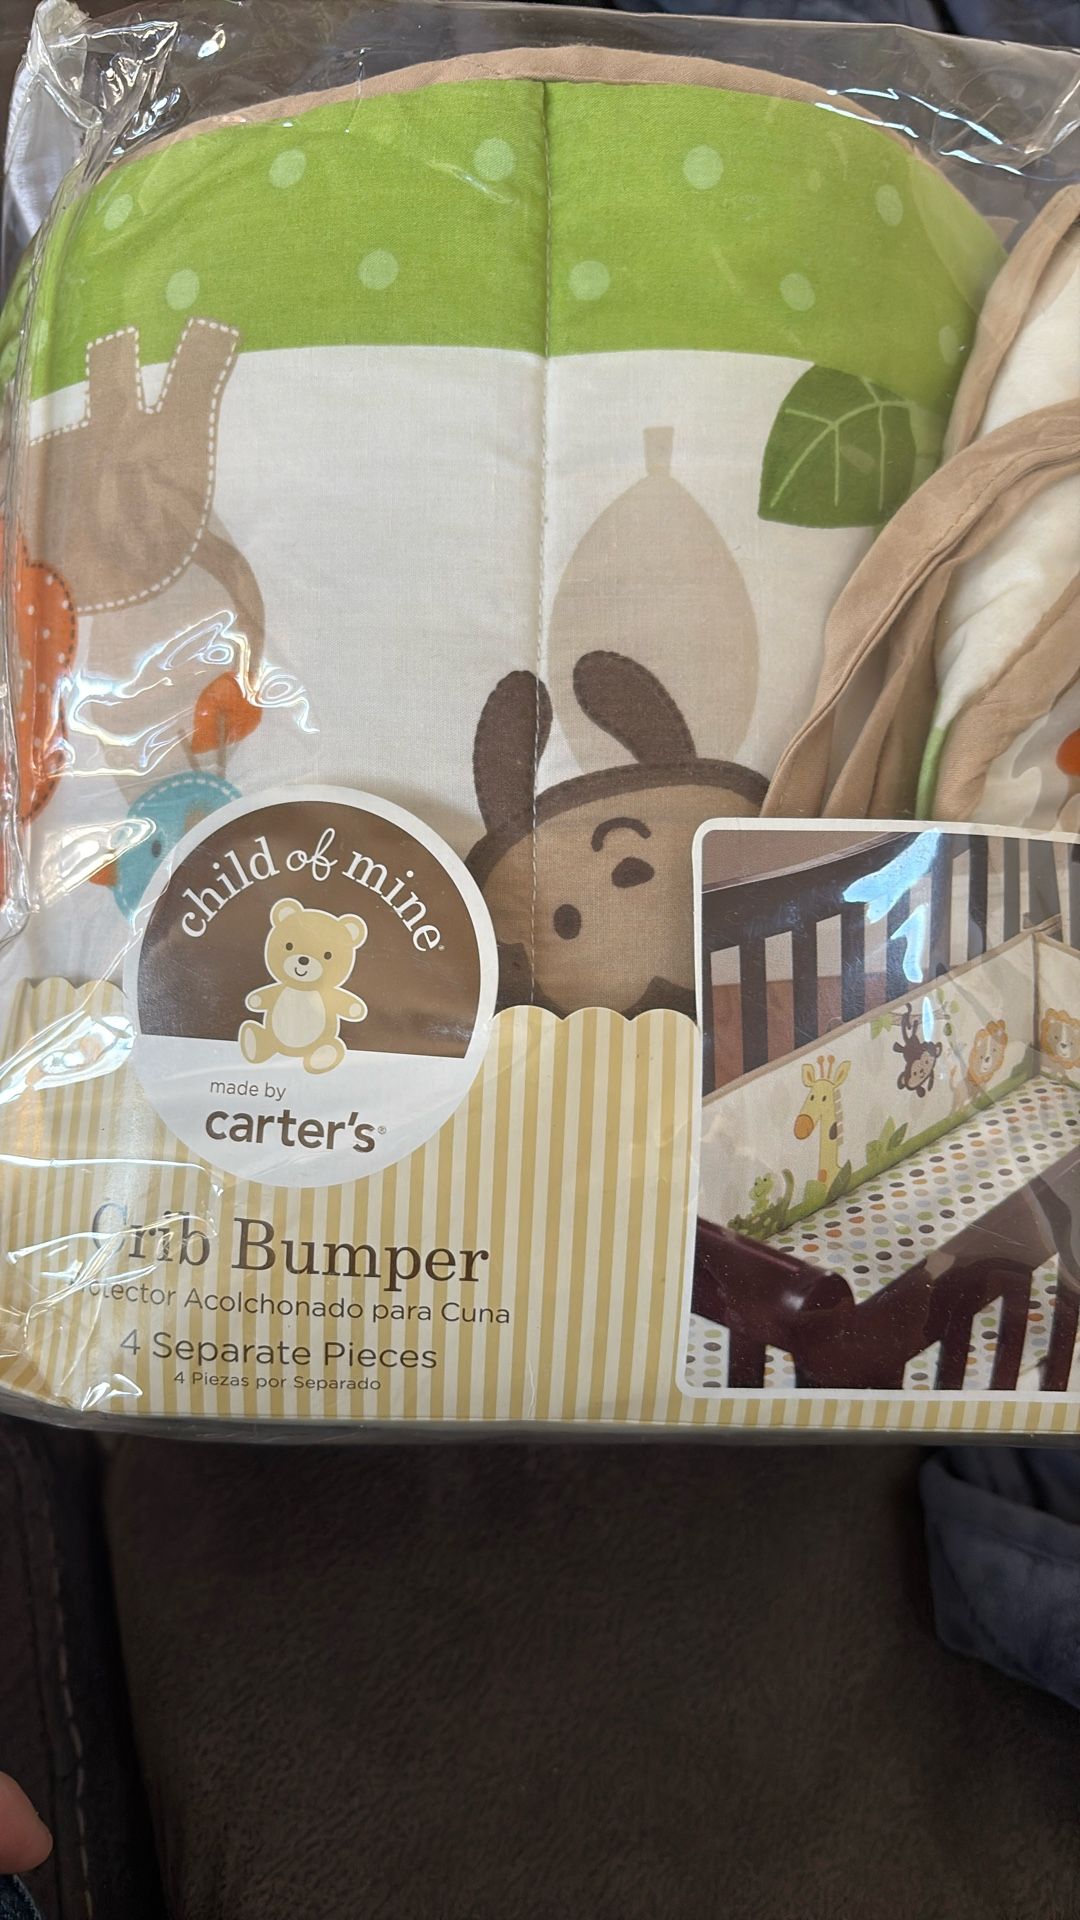 child of mine
made by
carter's®
Crib Bumper
Protector Acolchonado para Cuna
4 Separate Pieces
4 Piezas por Separado